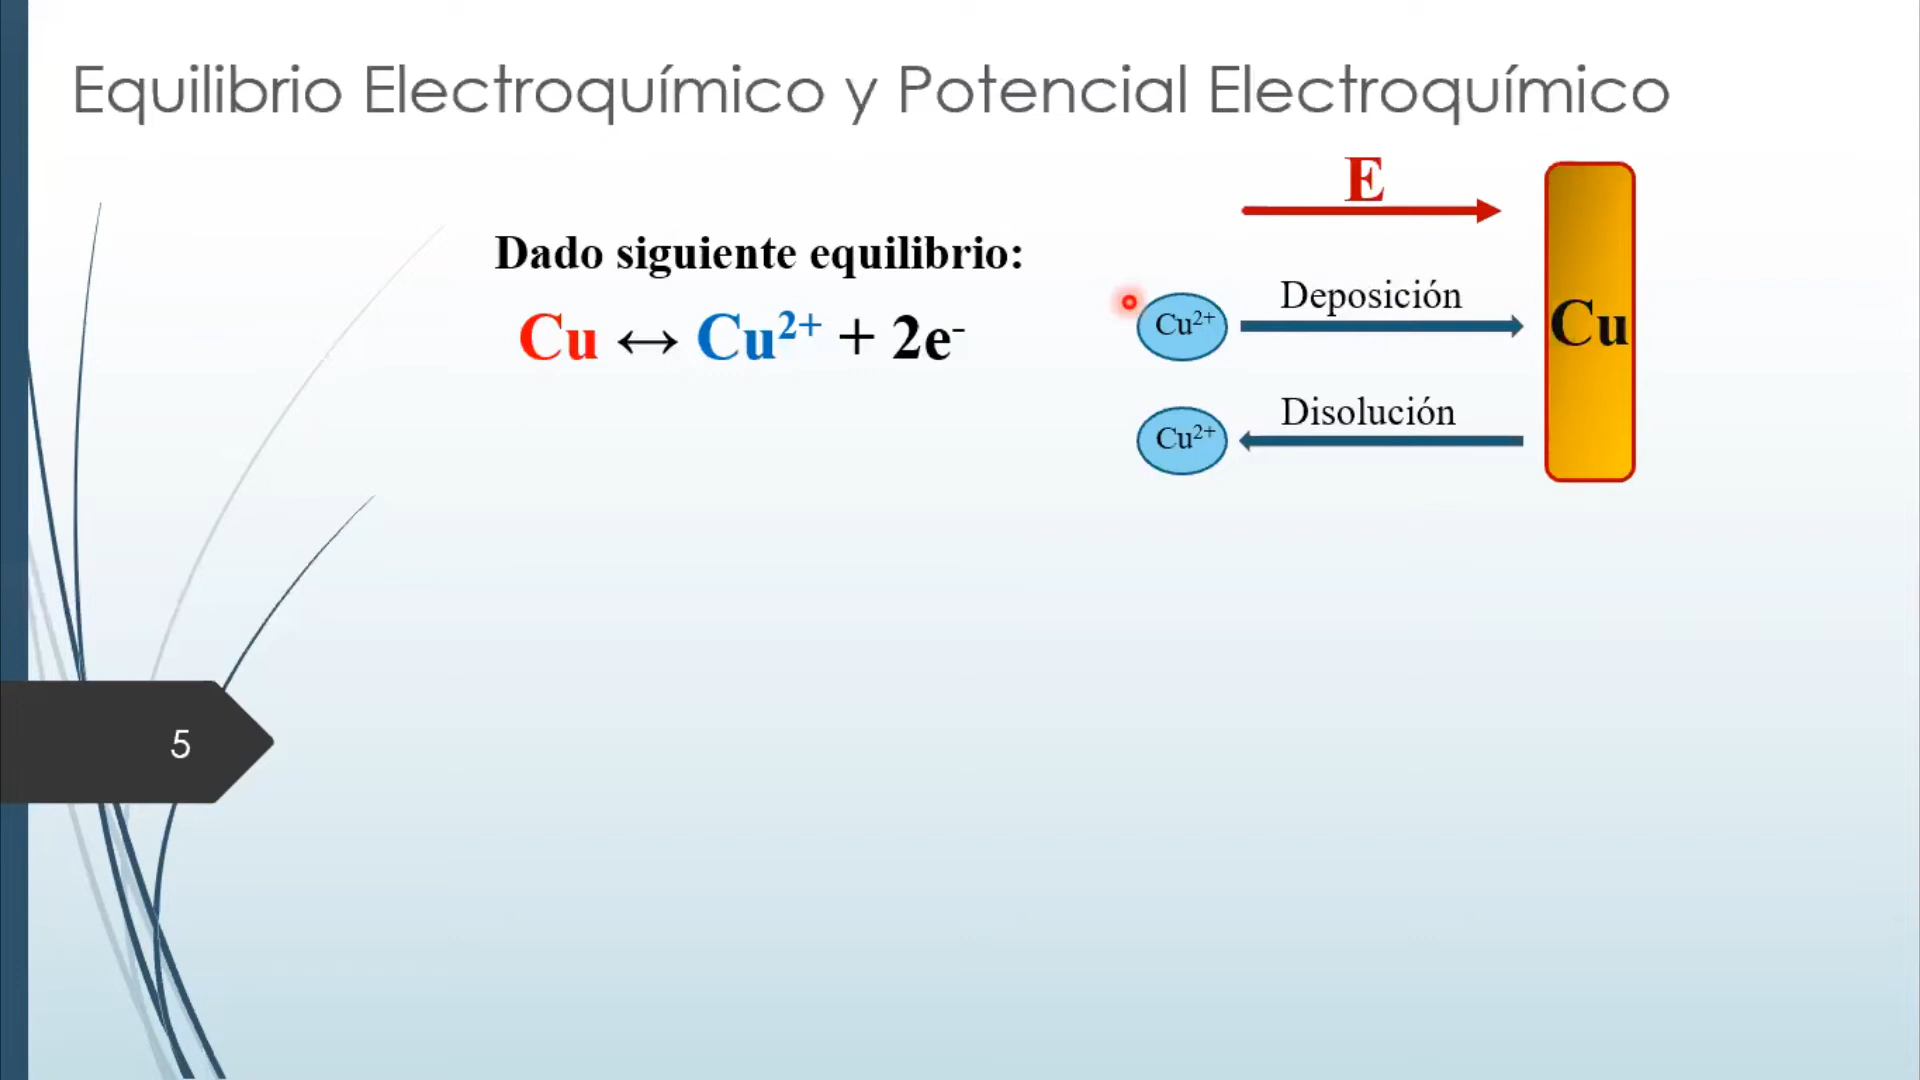 Equilibrio Electroquímico y Potencial Electroquímico
Dado siguiente equilibrio:
Cu ↔ Cu²⁺ + 2e⁻
E
Cu²⁺
Deposición
Cu
Cu²⁺
Disolución
5